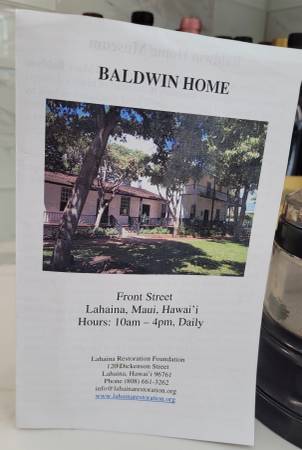 BALDWIN HOME
Front Street
Lahaina, Maui, Hawai'i
Hours: 10am – 4pm, Daily
Lahaina Restoration Foundation
120 Dickenson Street
Lahaina, Hawai'i 96761
Phone (808) 661-3262
info@lahainarestoration.org
www.lahainarestoration.org